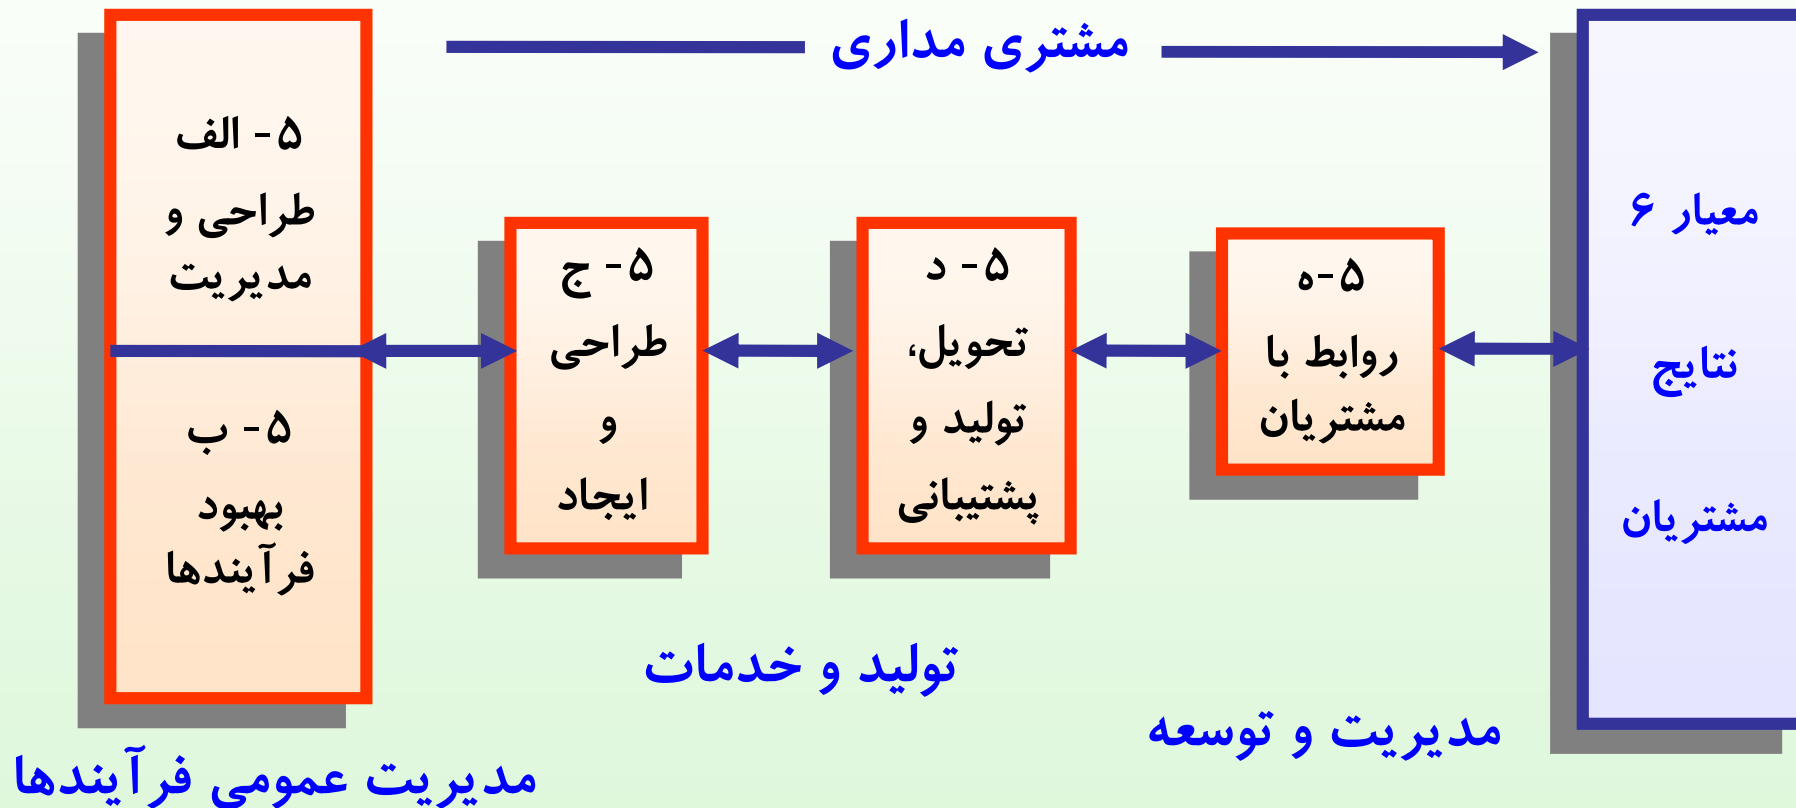 مشتری مداری
۵- الف
طراحی و
مدیریت
۵- ب
بهبود
فرآیندها
۵- ج
طراحی
و
ایجاد
۵- د
تحویل،
تولید و
پشتیبانی
۵-ه
روابط با
مشتریان
معیار ۶
نتایج
مشتریان
تولید و خدمات
مدیریت و توسعه
مدیریت عمومی فرآیندها